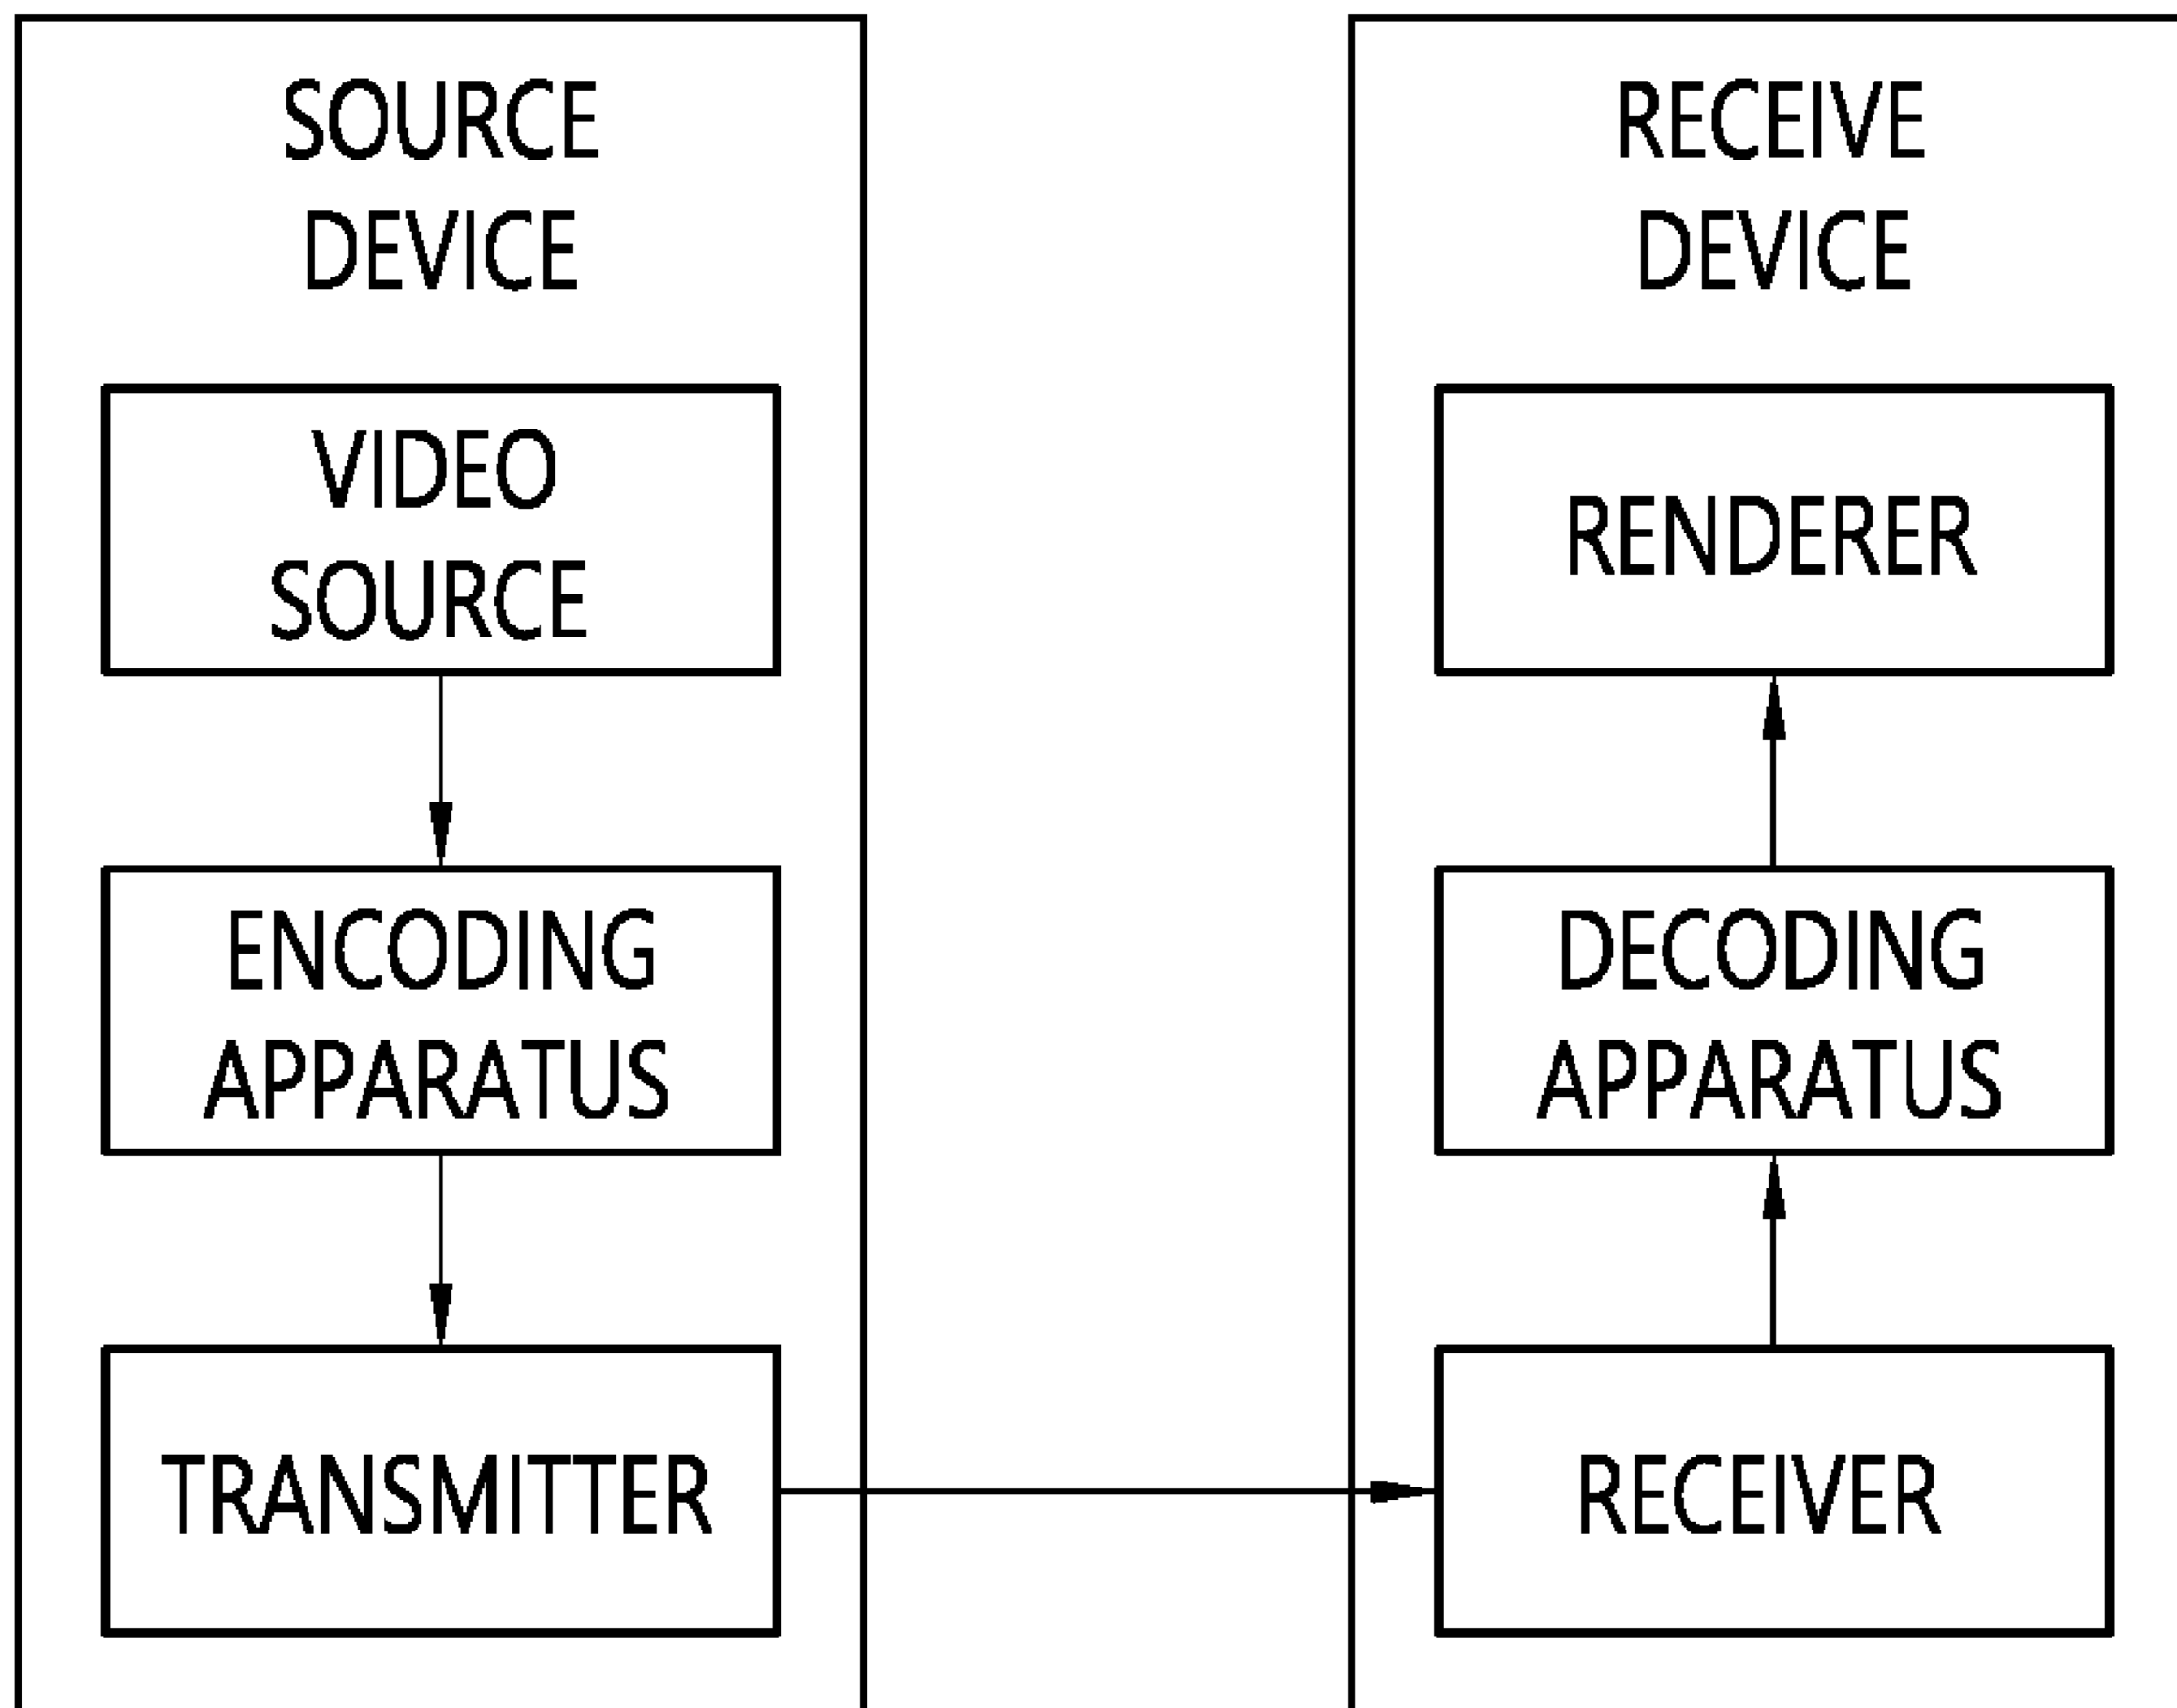 SOURCE
DEVICE
VIDEO
SOURCE
ENCODING
APPARATUS
TRANSMITTER
RECEIVE
DEVICE
RENDERER
DECODING
APPARATUS
RECEIVER